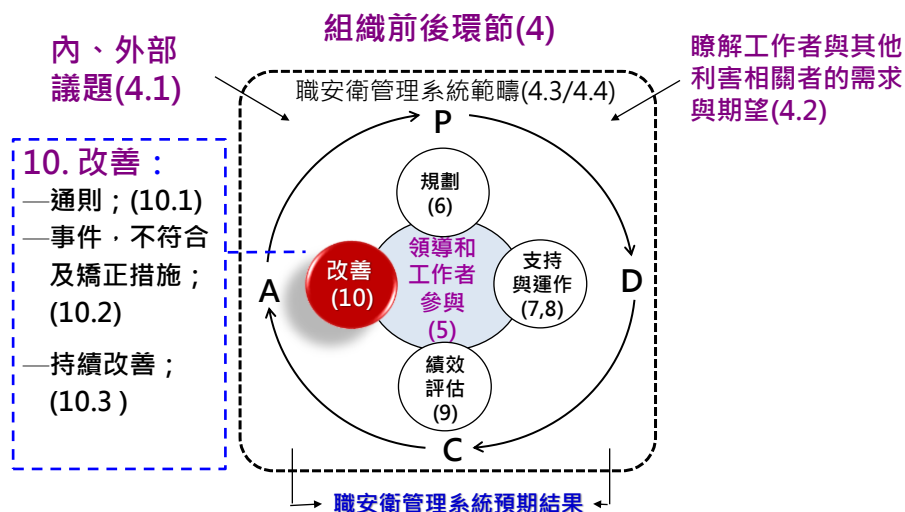 組織前後環節(4)
內、外部
議題(4.1)
瞭解工作者與其他
利害相關者的需求
與期望(4.2)
職安衛管理系統範疇(4.3/4.4)
P
10. 改善：
—通則；(10.1)
—事件，不符合
及矯正措施；
(10.2)
—持續改善；
(10.3 )
規劃
(6)
領導和
工作者
參與
(5)
改善
(10)
支持
與運作
(7,8)
績效
評估
(9)
A
D
C
職安衛管理系統預期結果